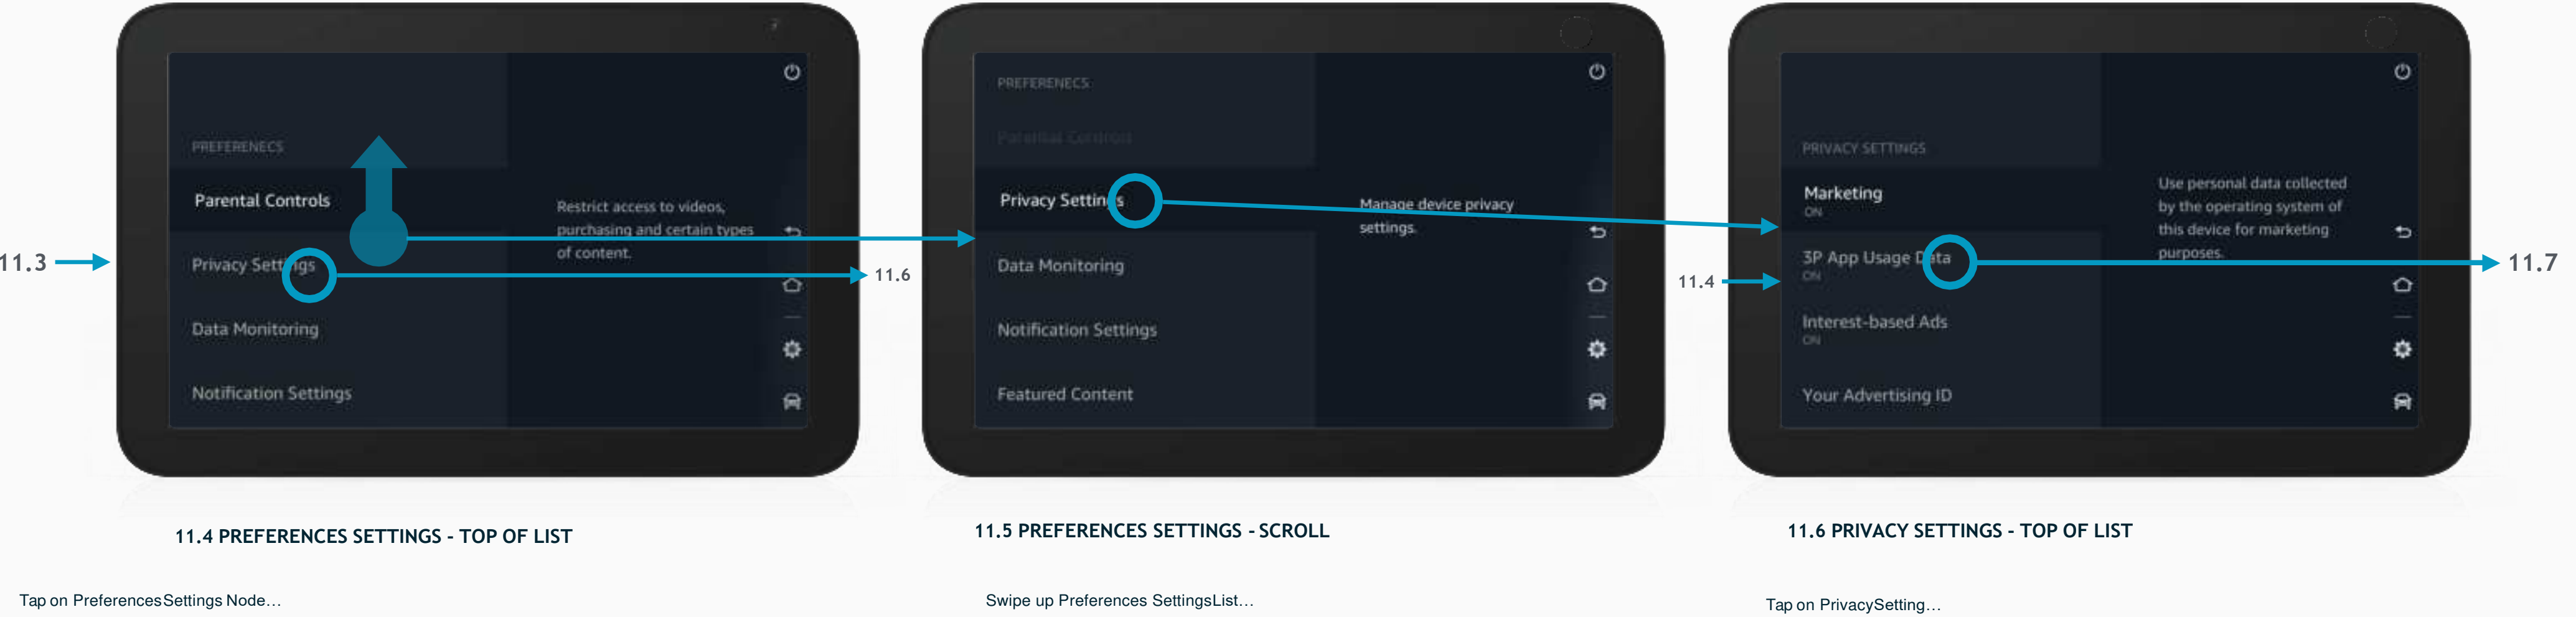 PREFERENECS
Parental Controls
Restrict access to videos,
purchasing and certain types
of content.
11.3
Privacy Settings
11.6
Data Monitoring
Notification Settings
PREFERENECS
Parental Controls
Privacy Settings
Manage device privacy
settings.
Data Monitoring
Notification Settings
Featured Content
PRIVACY SETTINGS
Marketing
ON
Use personal data collected
by the operating system of
this device for marketing
purposes.
11.4
3P App Usage Data
ON
11.7
Interest-based Ads
ON
Your Advertising ID
11.4 PREFERENCES SETTINGS - TOP OF LIST
11.5 PREFERENCES SETTINGS - SCROLL
11.6 PRIVACY SETTINGS - TOP OF LIST
Tap on PreferencesSettings Node…
Swipe up Preferences SettingsList…
Tap on PrivacySetting…